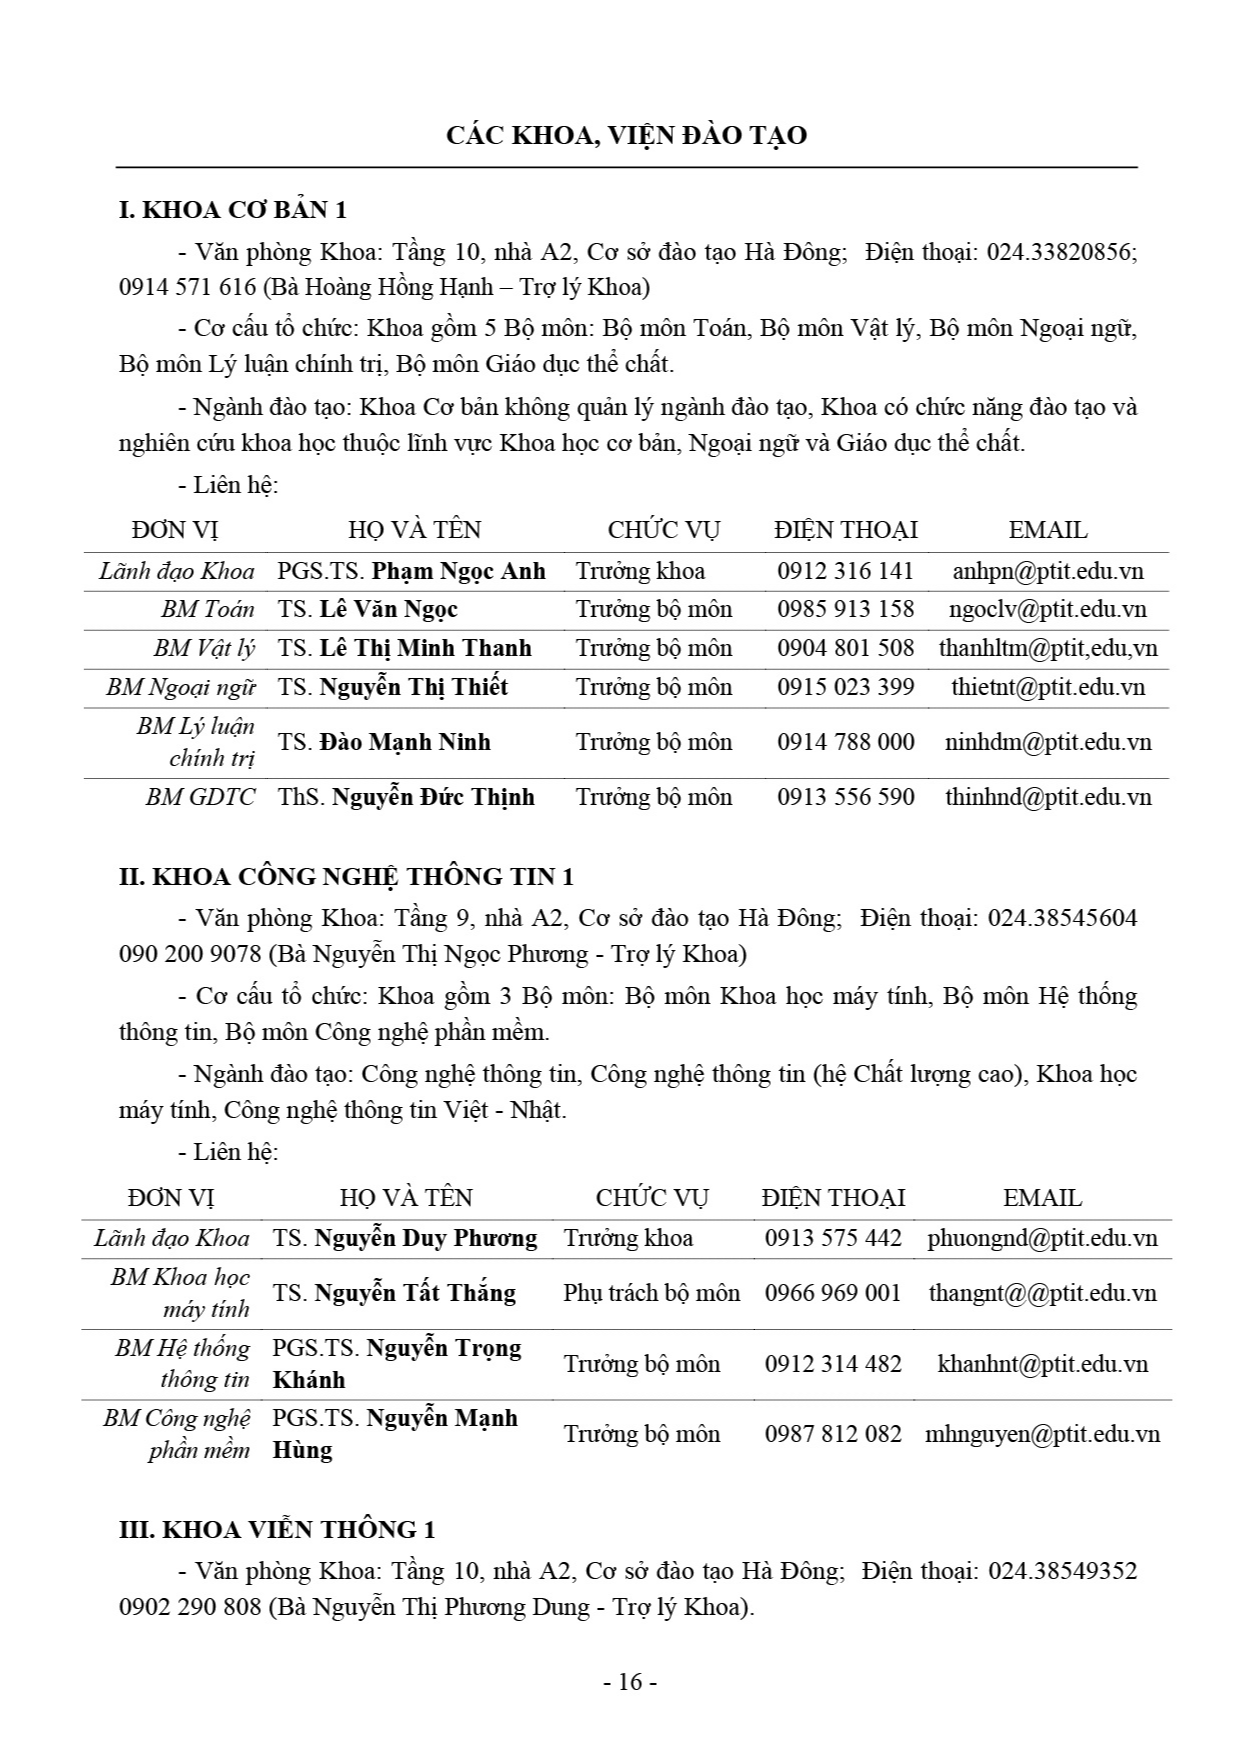 CÁC KHOA, VIỆN ĐÀO TẠO
I. KHOA CƠ BẢN 1
- Văn phòng Khoa: Tầng 10, nhà A2, Cơ sở đào tạo Hà Đông; Điện thoại: 024.33820856;
0914 571 616 (Bà Hoàng Hồng Hạnh – Trợ lý Khoa)
- Cơ cấu tổ chức: Khoa gồm 5 Bộ môn: Bộ môn Toán, Bộ môn Vật lý, Bộ môn Ngoại ngữ,
Bộ môn Lý luận chính trị, Bộ môn Giáo dục thể chất.
- Ngành đào tạo: Khoa Cơ bản không quản lý ngành đào tạo, Khoa có chức năng đào tạo và
nghiên cứu khoa học thuộc lĩnh vực Khoa học cơ bản, Ngoại ngữ và Giáo dục thể chất.
- Liên hệ:
ĐƠN VỊ HỌ VÀ TÊN CHỨC VỤ ĐIỆN THOẠI EMAIL
Lãnh đạo Khoa PGS.TS. Phạm Ngọc Anh Trưởng khoa 0912 316 141 anhpn@ptit.edu.vn
BM Toán TS. Lê Văn Ngọc Trưởng bộ môn 0985 913 158 ngoclv@ptit.edu.vn
BM Vật lý TS. Lê Thị Minh Thanh Trưởng bộ môn 0904 801 508 thanhltm@ptit,edu,vn
BM Ngoại ngữ TS. Nguyễn Thị Thiết Trưởng bộ môn 0915 023 399 thietnt@ptit.edu.vn
BM Lý luận
chính trị TS. Đào Mạnh Ninh Trưởng bộ môn 0914 788 000 ninhdm@ptit.edu.vn
BM GDTC ThS. Nguyễn Đức Thịnh Trưởng bộ môn 0913 556 590 thinhnd@ptit.edu.vn
II. KHOA CÔNG NGHỆ THÔNG TIN 1
- Văn phòng Khoa: Tầng 9, nhà A2, Cơ sở đào tạo Hà Đông; Điện thoại: 024.38545604
090 200 9078 (Bà Nguyễn Thị Ngọc Phương - Trợ lý Khoa)
- Cơ cấu tổ chức: Khoa gồm 3 Bộ môn: Bộ môn Khoa học máy tính, Bộ môn Hệ thống
thông tin, Bộ môn Công nghệ phần mềm.
- Ngành đào tạo: Công nghệ thông tin, Công nghệ thông tin (hệ Chất lượng cao), Khoa học
máy tính, Công nghệ thông tin Việt - Nhật.
- Liên hệ:
ĐƠN VỊ HỌ VÀ TÊN CHỨC VỤ ĐIỆN THOẠI EMAIL
Lãnh đạo Khoa TS. Nguyễn Duy Phương Trưởng khoa 0913 575 442 phuongnd@ptit.edu.vn
BM Khoa học
máy tính TS. Nguyễn Tất Thắng Phụ trách bộ môn 0966 969 001 thangnt@@ptit.edu.vn
BM Hệ thống PGS.TS. Nguyễn Trọng
thông tin Khánh Trưởng bộ môn 0912 314 482 khanhnt@ptit.edu.vn
BM Công nghệ PGS.TS. Nguyễn Mạnh
phần mềm Hùng Trưởng bộ môn 0987 812 082 mhnguyen@ptit.edu.vn
III. KHOA VIỄN THÔNG 1
- Văn phòng Khoa: Tầng 10, nhà A2, Cơ sở đào tạo Hà Đông; Điện thoại: 024.38549352
0902 290 808 (Bà Nguyễn Thị Phương Dung - Trợ lý Khoa).
- 16 -